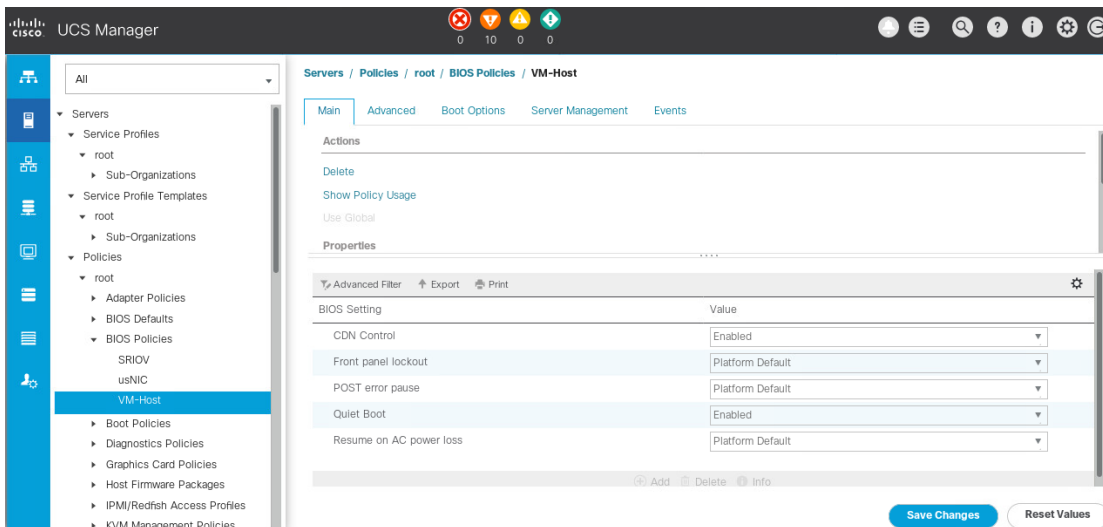 cisco UCS Manager
0 10 0 0
All
Servers
Service Profiles
root
Sub-Organizations
Service Profile Templates
root
Sub-Organizations
Policies
root
Adapter Policies
BIOS Defaults
BIOS Policies
SRIOV
usNIC
VM-Host
Boot Policies
Diagnostics Policies
Graphics Card Policies
Host Firmware Packages
IPMI/Redfish Access Profiles
KVM Management Policies
Servers / Policies / root / BIOS Policies / VM-Host
Main Advanced Boot Options Server Management Events
Actions
Delete
Show Policy Usage
Use Global
Properties
Advanced Filter Export Print
BIOS Setting Value
CDN Control Enabled
Front panel lockout Platform Default
POST error pause Platform Default
Quiet Boot Enabled
Resume on AC power loss Platform Default
Add Delete Info
Save Changes Reset Values